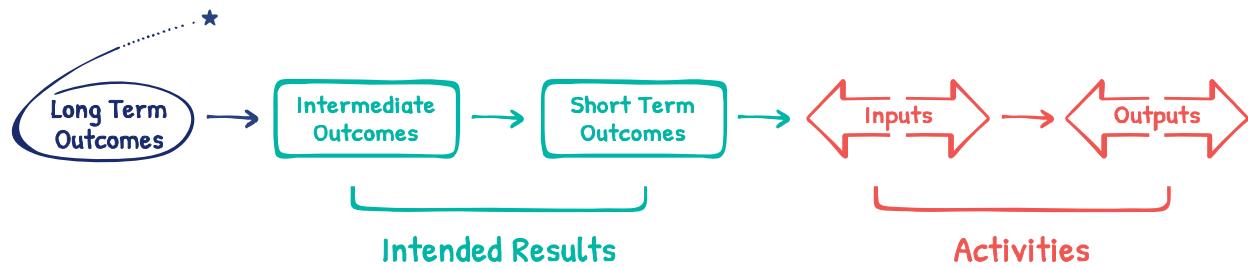 Long Term
Outcomes
Intermediate
Outcomes
Short Term
Outcomes
Inputs
Outputs
Intended Results
Activities